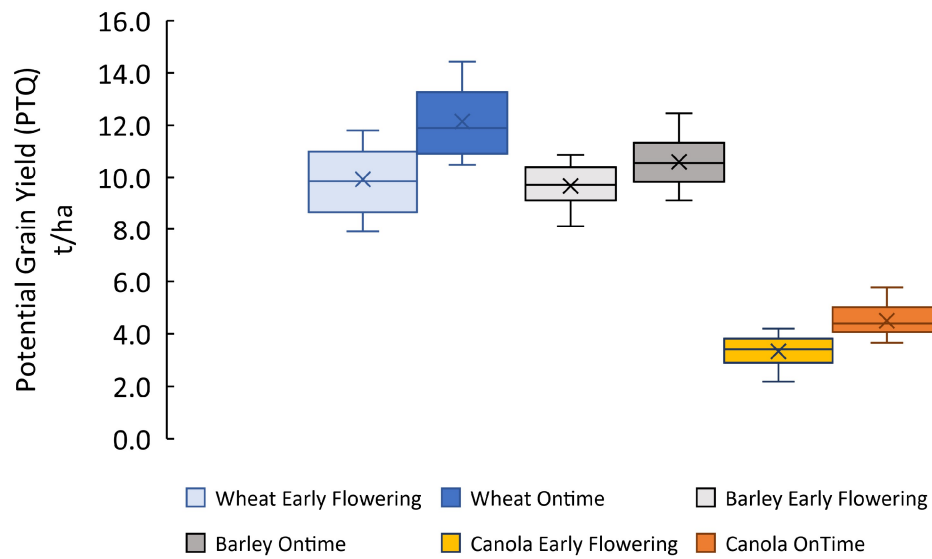 Potential Grain Yield (PTQ)
t/ha
16.0
14.0
12.0
10.0
8.0
6.0
4.0
2.0
0.0
Wheat Early Flowering
Wheat Ontime
Barley Early Flowering
Barley Ontime
Canola Early Flowering
Canola OnTime